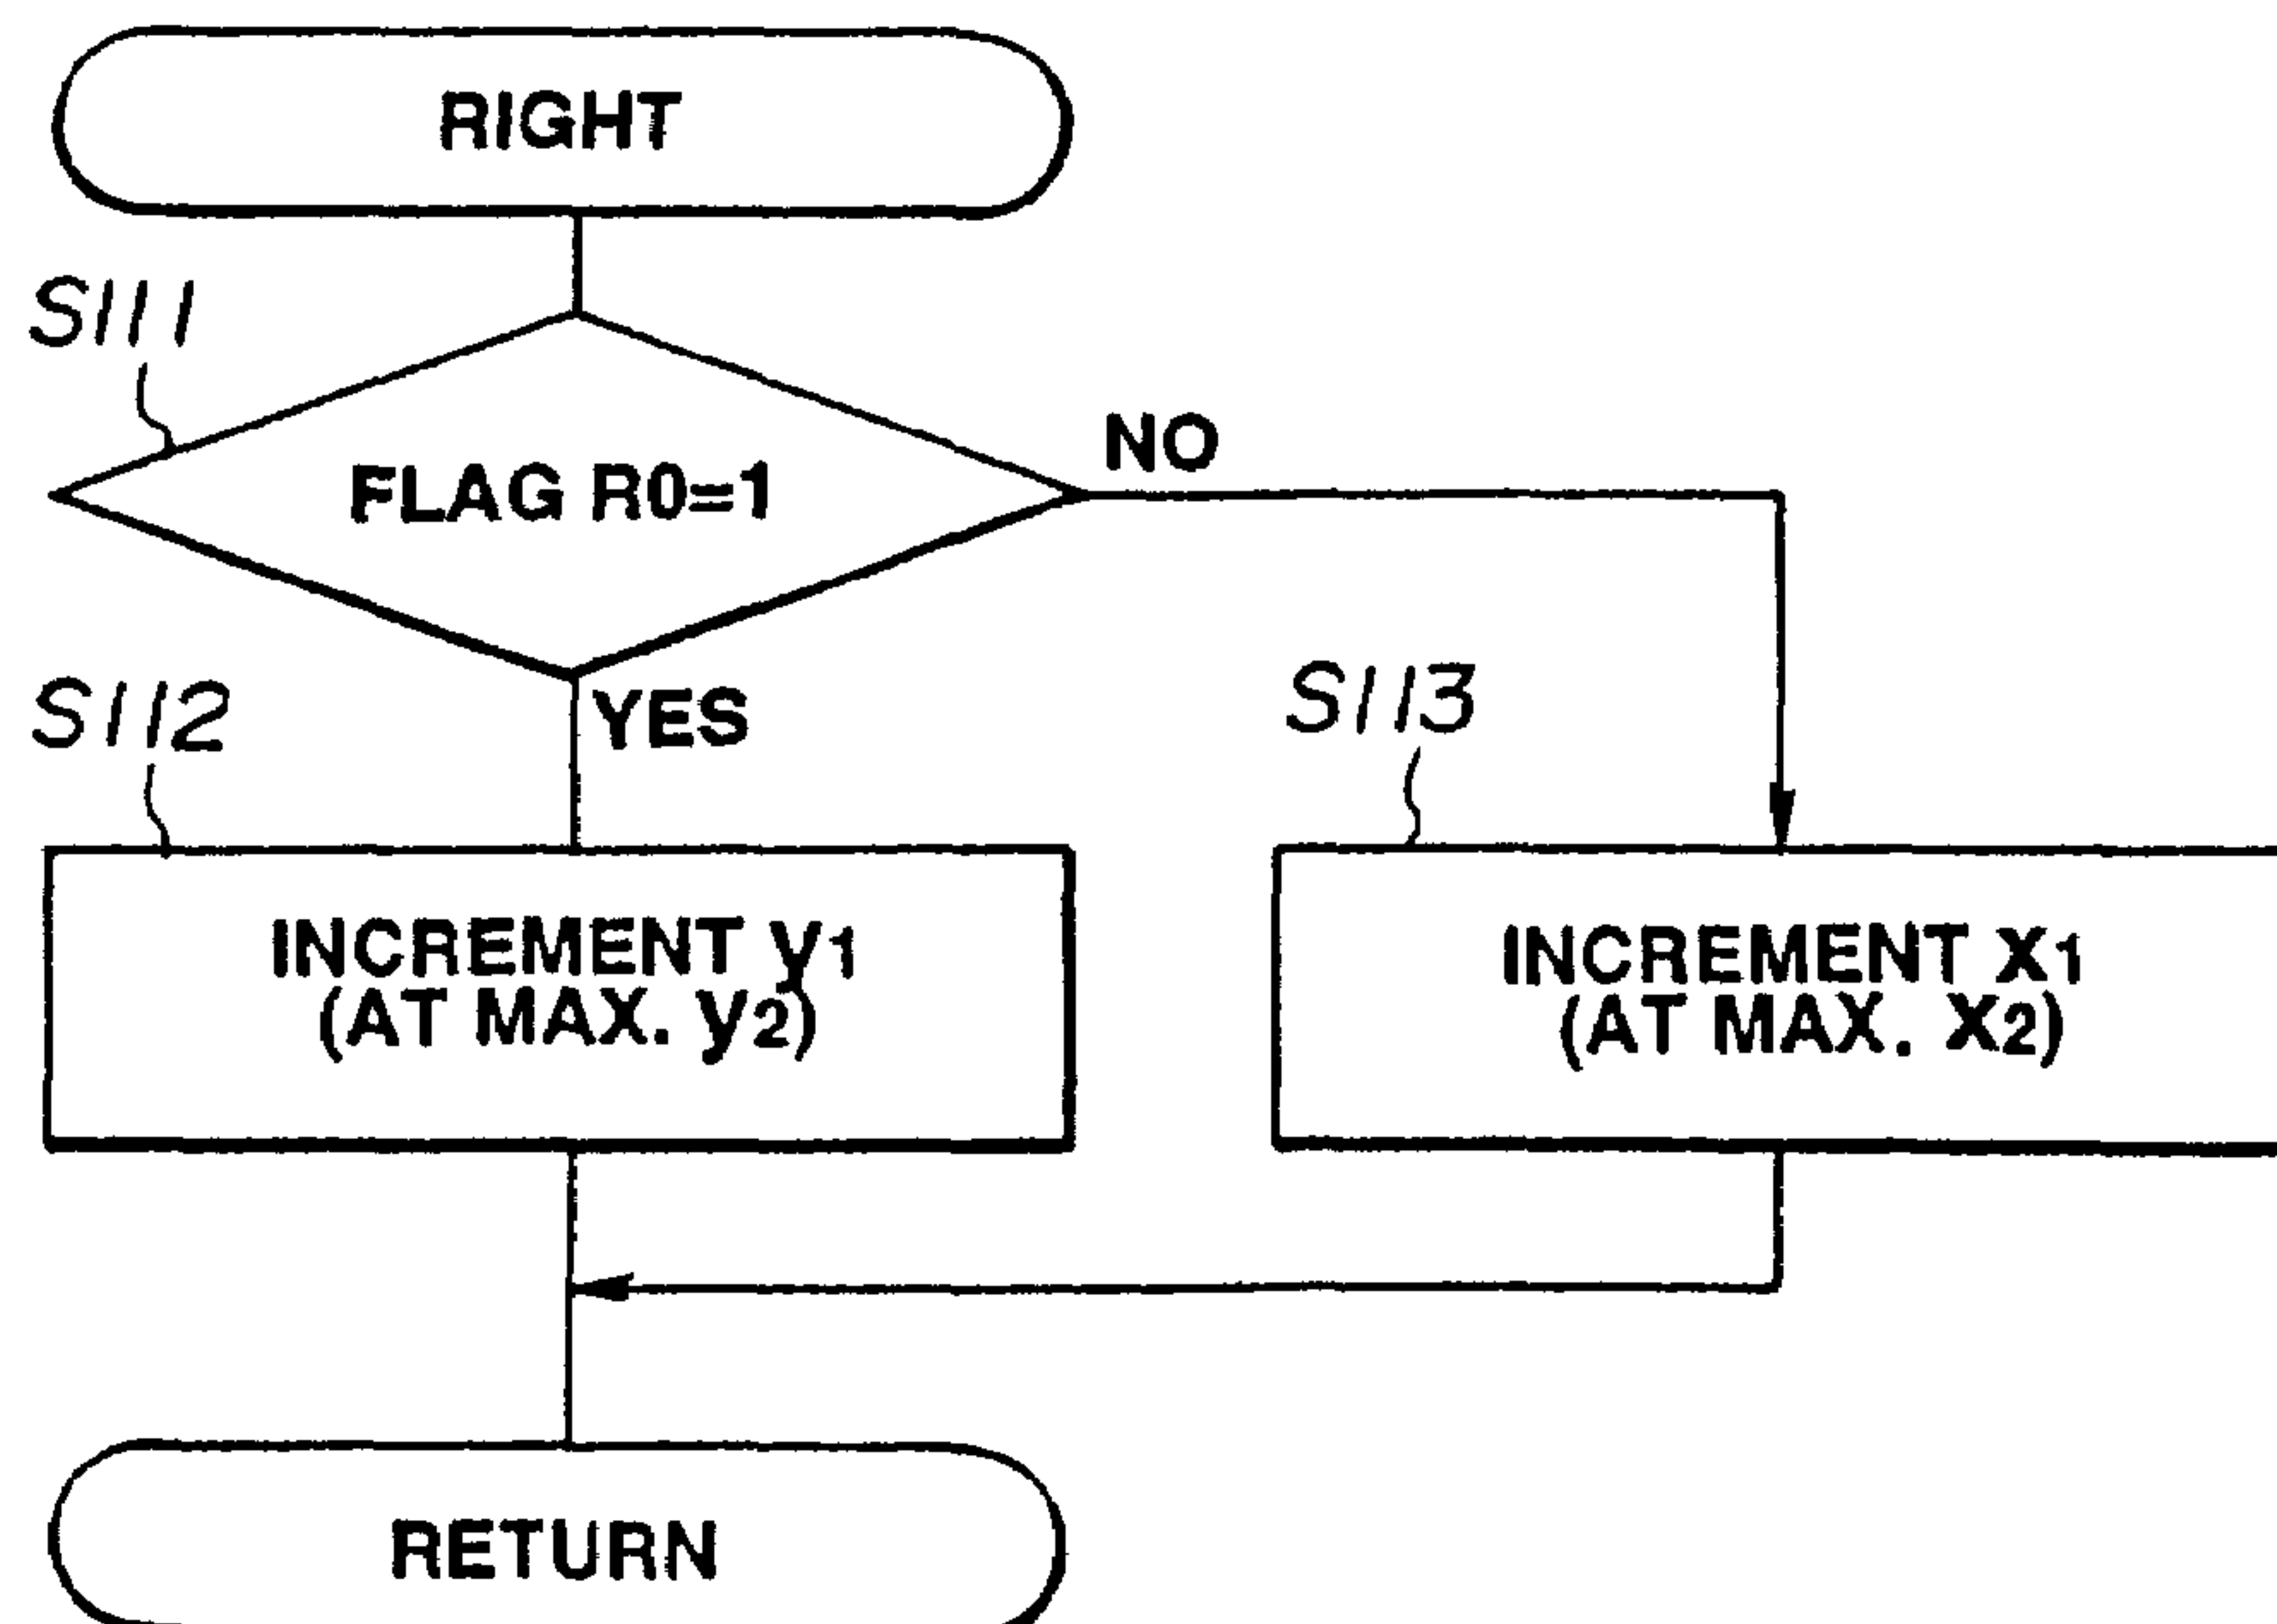 RIGHT
S111
FLAG R0=1
NO
YES
S112
S113
INCREMENT y1
(AT MAX. y2)
INCREMENT x1
(AT MAX. x2)
RETURN